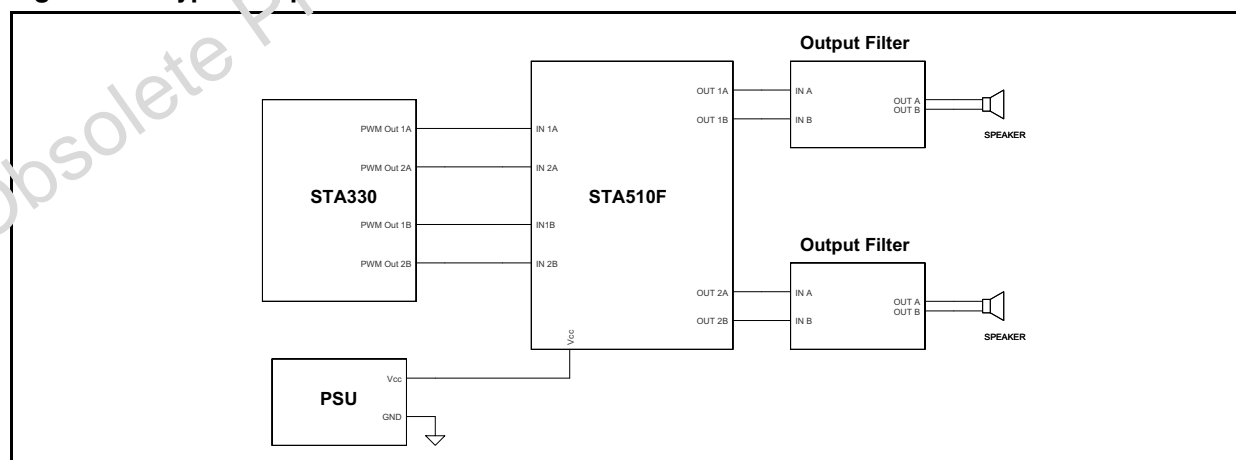 Obsolete
Output Filter
OUT 1A
IN A
OUT A
OUT B
OUT 1B
IN B
SPEAKER
PWM Out 1A
IN 1A
PWM Out 2A
IN 2A
STA330
STA510F
PWM Out 1B
IN1B
PWM Out 2B
IN 2B
Output Filter
OUT 2A
IN A
OUT A
OUT B
OUT 2B
IN B
SPEAKER
Vcc
Vcc
PSU
GND